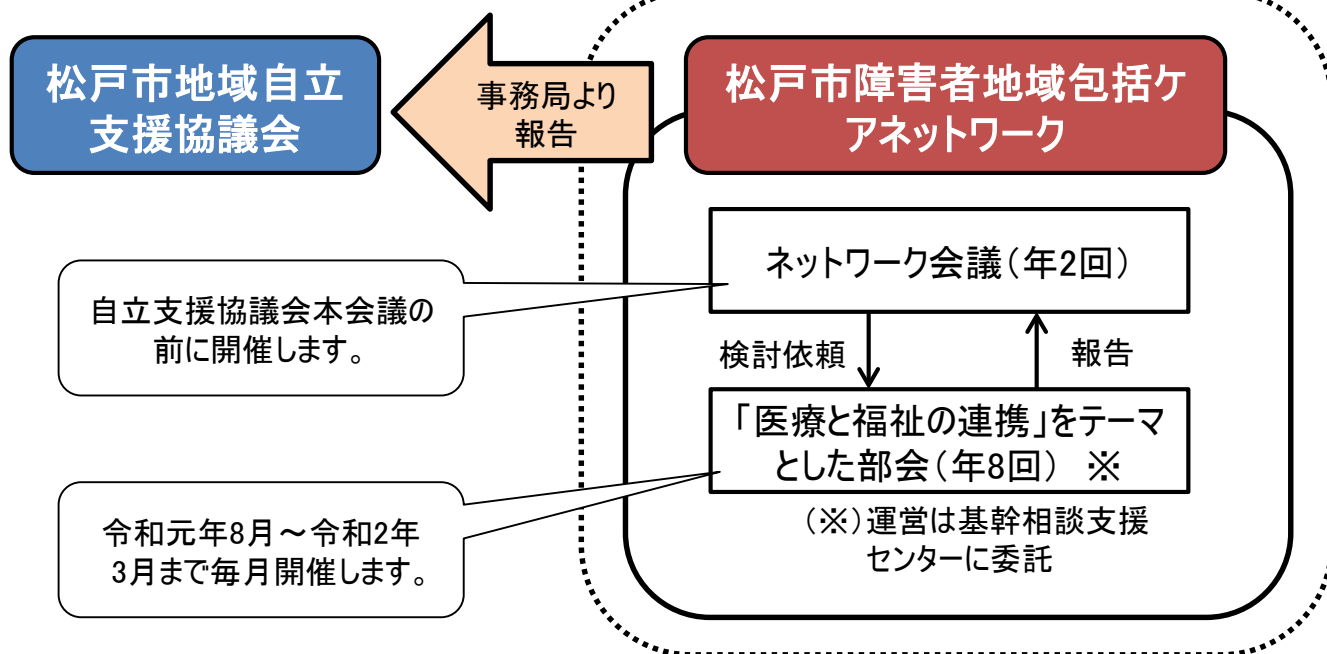 松戸市地域自立
支援協議会
事務局より
報告
松戸市障害者地域包括ケ
アネットワーク
ネットワーク会議(年2回)
自立支援協議会本会議の
前に開催します。
検討依頼
報告
「医療と福祉の連携」をテーマ
とした部会(年8回) ※
(※)運営は基幹相談支援
センターに委託
令和元年8月~令和2年
3月まで毎月開催します。